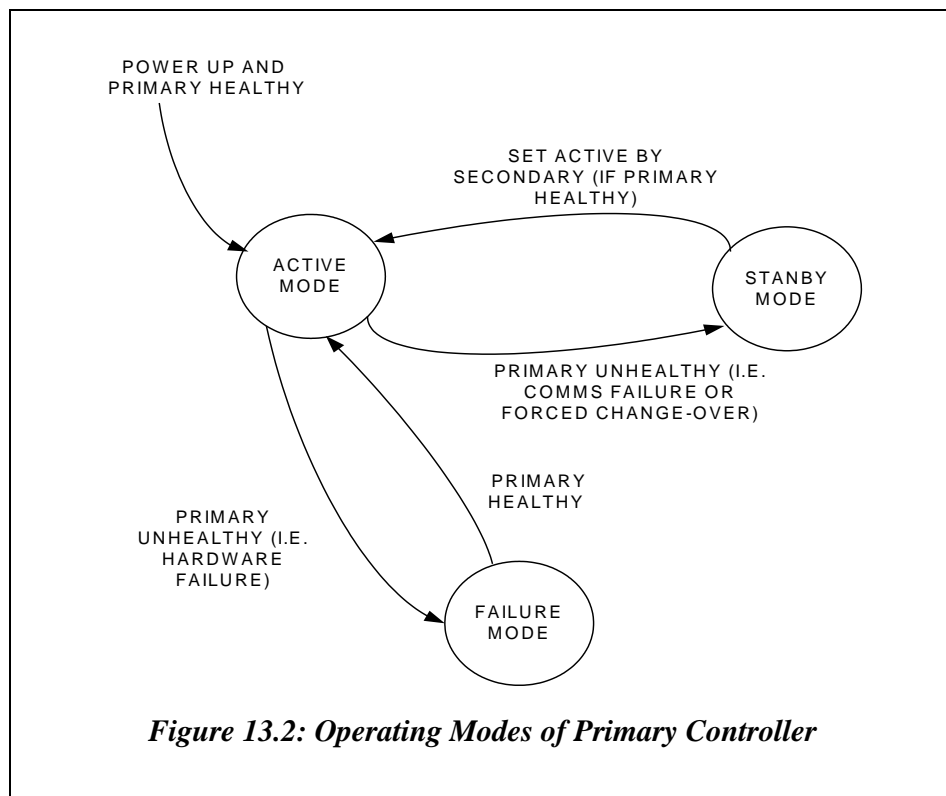 POWER UP AND
PRIMARY HEALTHY
SET ACTIVE BY
SECONDARY (IF PRIMARY
HEALTHY)
ACTIVE
MODE
STANBY
MODE
PRIMARY UNHEALTHY (I.E.
COMMS FAILURE OR
FORCED CHANGE-OVER)
PRIMARY
HEALTHY
PRIMARY
UNHEALTHY (I.E.
HARDWARE
FAILURE)
FAILURE
MODE
Figure 13.2: Operating Modes of Primary Controller